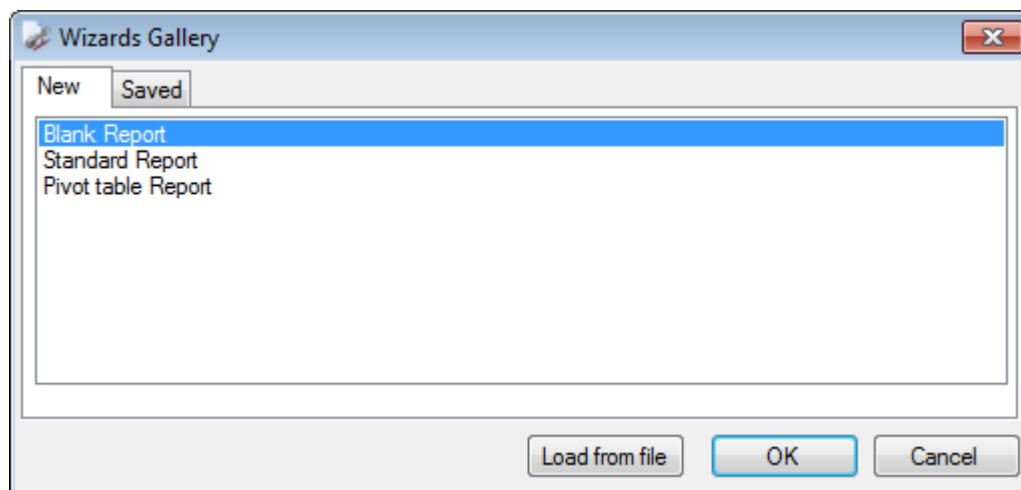 Wizards Gallery
New Saved
Blank Report
Standard Report
Pivot table Report
Load from file OK Cancel